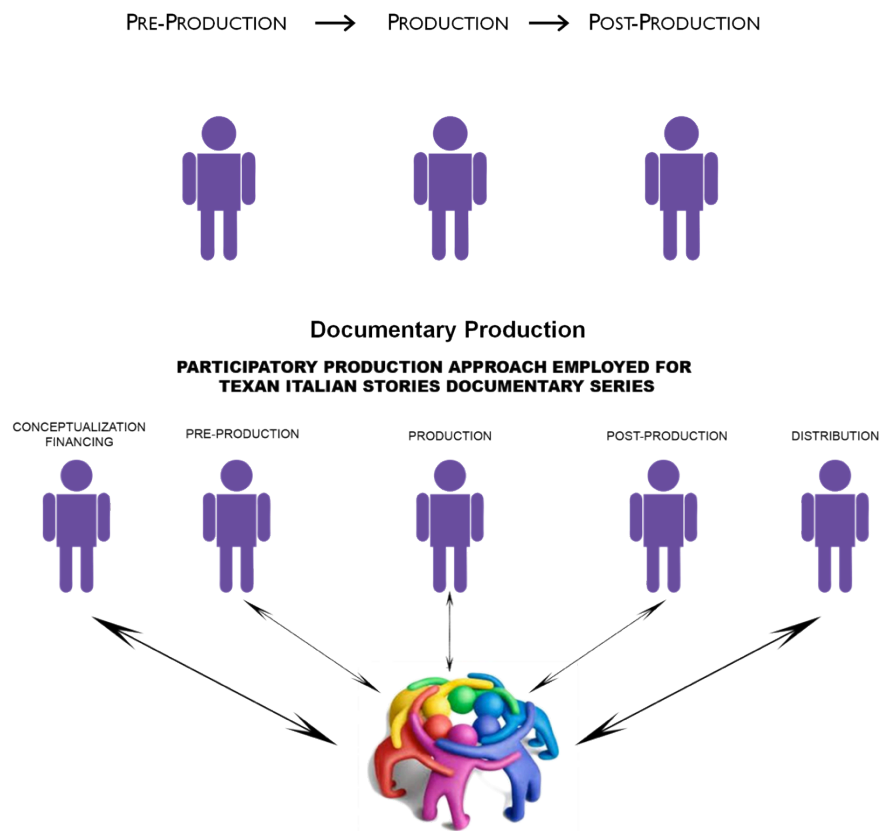 PRE-PRODUCTION → PRODUCTION → POST-PRODUCTION
Documentary Production
PARTICIPATORY PRODUCTION APPROACH EMPLOYED FOR
TEXAN ITALIAN STORIES DOCUMENTARY SERIES
CONCEPTUALIZATION
FINANCING
PRE-PRODUCTION
PRODUCTION
POST-PRODUCTION
DISTRIBUTION